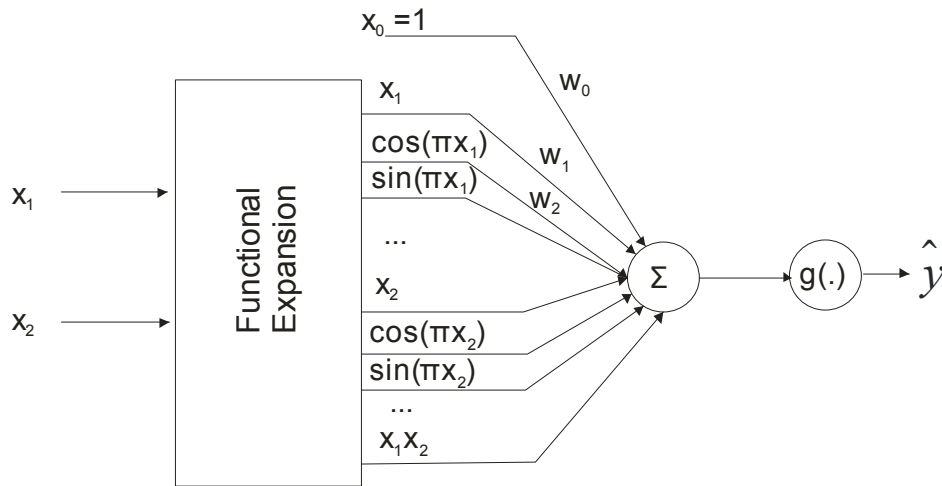 x₀ =1
w₀
x₁
cos(πx₁)
w₁
sin(πx₁)
w₂
x₁
Functional
Expansion
...
x₂
Σ
g(.)
ŷ
x₂
cos(πx₂)
sin(πx₂)
...
x₁x₂